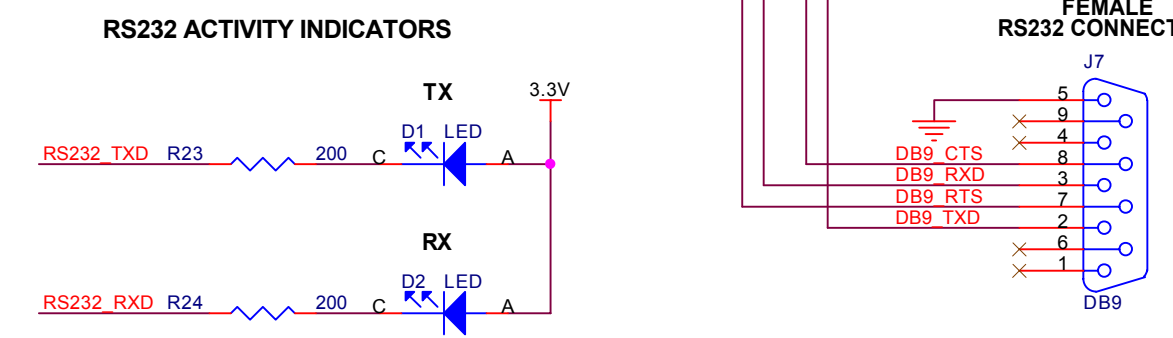 RS232 ACTIVITY INDICATORS
TX
3.3V
D1 LED
RS232_TXD R23 200 C A
RX
D2 LED
RS232_RXD R24 200 C A
FEMALE
RS232 CONNECT
J7
5
9
4
DB9_CTS 8
DB9_RXD 3
DB9_RTS 7
DB9_TXD 2
6
1
DB9